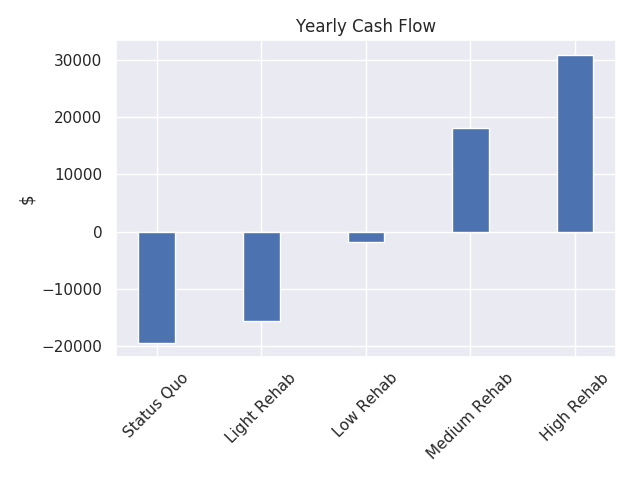 Yearly Cash Flow
$
30000
20000
10000
0
−10000
−20000
Status Quo
Light Rehab
Low Rehab
Medium Rehab
High Rehab